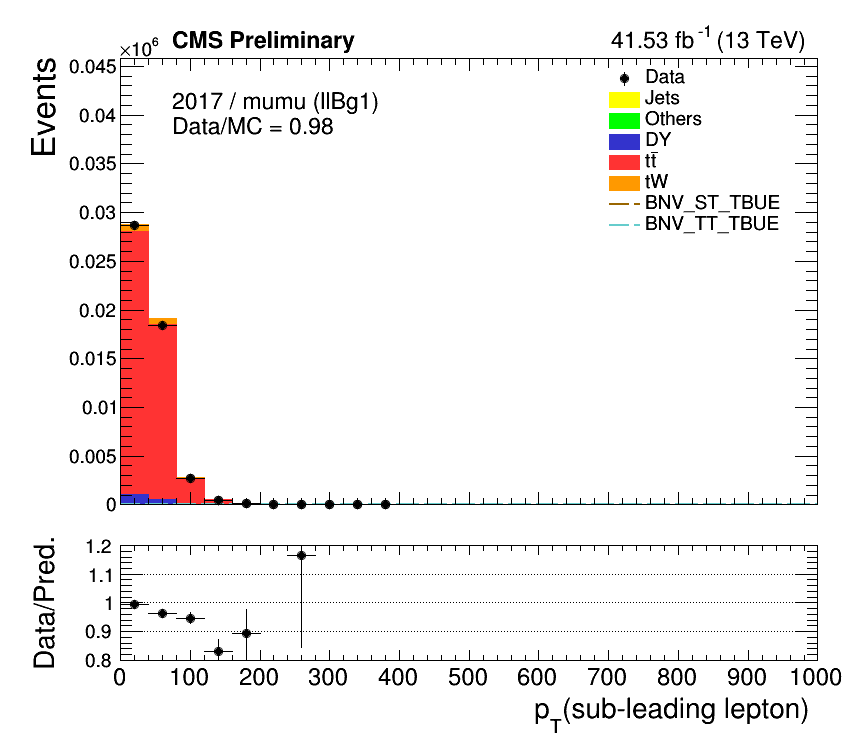 ×10⁶ CMS Preliminary 41.53 fb⁻¹ (13 TeV)
Events
0.045
0.04
0.035
0.03
0.025
0.02
0.015
0.01
0.005
0
2017 / mumu (llBg1)
Data/MC = 0.98
Data
Jets
Others
DY
tt̄
tW
BNV_ST_TBUE
BNV_TT_TBUE
Data/Pred.
1.2
1.1
1
0.9
0.8
0 100 200 300 400 500 600 700 800 900 1000
p_T(sub-leading lepton)